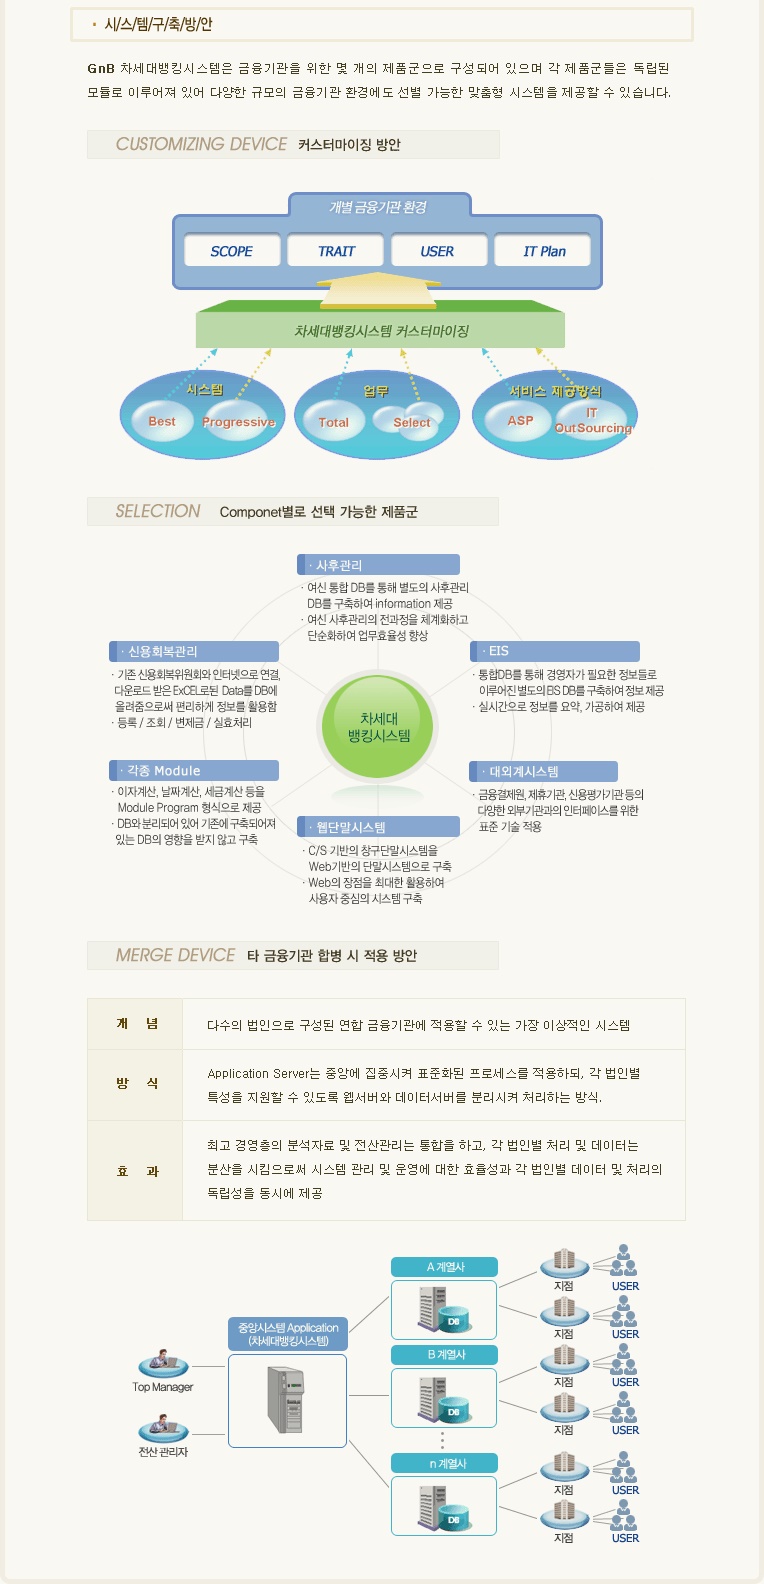 · 시/스/템/구/축/방/안
GnB 차세대뱅킹시스템은 금융기관을 위한 몇 개의 제품군으로 구성되어 있으며 각 제품군들은 독립된
모듈로 이루어져 있어 다양한 규모의 금융기관 환경에도 선별 가능한 맞춤형 시스템을 제공할 수 있습니다.
CUSTOMIZING DEVICE 커스터마이징 방안
개별 금융기관 환경
SCOPE TRAIT USER IT Plan
차세대뱅킹시스템 커스터마이징
시스템 업무 서비스 제공방식
Best Progressive Total Select ASP IT
OutSourcing
SELECTION Componet별로 선택 가능한 제품군
· 사후관리
· 여신 통합 DB를 통해 별도의 사후관리
DB를 구축하여 information 제공
· 여신 사후관리의 전과정을 체계화하고
단순화하여 업무효율성 향상
· 신용회복관리
· 기존 신용회복위원회와 인터넷으로 연결,
다운로드 받은 ExCEL로된 Data를 DB에
올려줌으로써 편리하게 정보를 활용함
· 등록 / 조회 / 변제금 / 실효처리
· EIS
· 통합DB를 통해 경영자가 필요한 정보들로
이루어진 별도의 EIS DB를 구축하여 정보 제공
· 실시간으로 정보를 요약, 가공하여 제공
차세대
뱅킹시스템
· 각종 Module
· 이자계산, 날짜계산, 세금계산 등을
Module Program 형식으로 제공
· DB와 분리되어 있어 기존에 구축되어져
있는 DB의 영향을 받지 않고 구축
· 대외계시스템
· 금융결제원, 제휴기관, 신용평가기관 등의
다양한 외부기관과의 인터페이스를 위한
표준 기술 적용
· 웹단말시스템
· C/S 기반의 창구단말시스템을
Web기반의 단말시스템으로 구축
· Web의 장점을 최대한 활용하여
사용자 중심의 시스템 구축
MERGE DEVICE 타 금융기관 합병 시 적용 방안
개 념
다수의 법인으로 구성된 연합 금융기관에 적용할 수 있는 가장 이상적인 시스템
방 식
Application Server는 중앙에 집중시켜 표준화된 프로세스를 적용하되, 각 법인별
특성을 지원할 수 있도록 웹서버와 데이터서버를 분리시켜 처리하는 방식.
효 과
최고 경영층의 분석자료 및 전산관리는 통합을 하고, 각 법인별 처리 및 데이터는
분산을 시킴으로써 시스템 관리 및 운영에 대한 효율성과 각 법인별 데이터 및 처리의
독립성을 동시에 제공
A 계열사
DB
지점 USER
지점 USER
중앙시스템 Application
(차세대뱅킹시스템)
Top Manager
전산 관리자
B 계열사
DB
지점 USER
지점 USER
n 계열사
DB
지점 USER
지점 USER